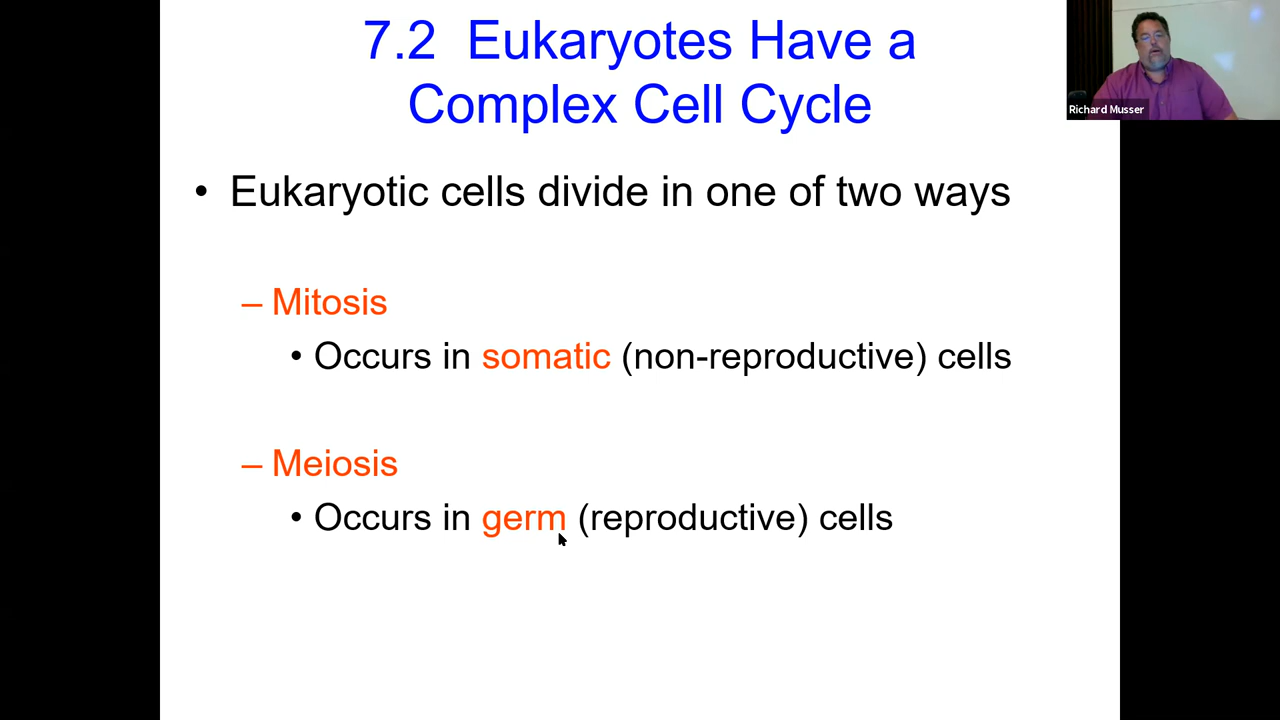 7.2 Eukaryotes Have a
Complex Cell Cycle
Richard Musser
• Eukaryotic cells divide in one of two ways
– Mitosis
• Occurs in somatic (non-reproductive) cells
– Meiosis
• Occurs in germ (reproductive) cells